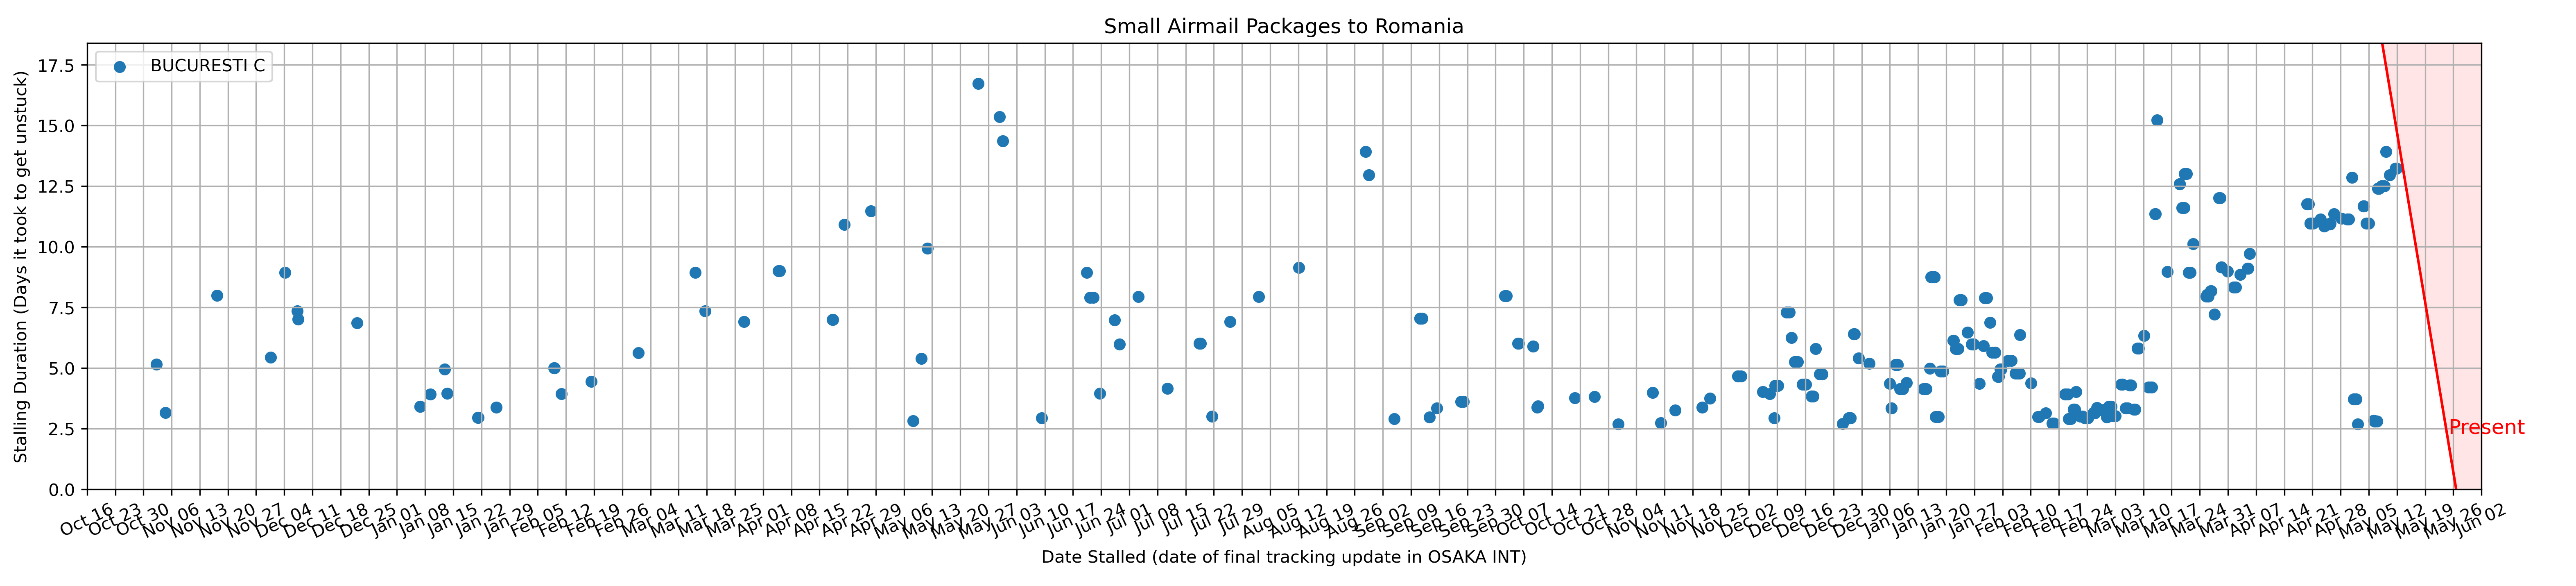 Small Airmail Packages to Romania
BUCURESTI C
Stalling Duration (Days it took to get unstuck)
17.5
15.0
12.5
10.0
7.5
5.0
2.5
0.0
Present
Oct 16 Oct 23 Oct 30 Nov 06 Nov 13 Nov 20 Nov 27 Dec 04 Dec 11 Dec 18 Dec 25 Jan 01 Jan 08 Jan 15 Jan 22 Jan 29 Feb 05 Feb 12 Feb 19 Feb 26 Mar 04 Mar 11 Mar 18 Mar 25 Apr 01 Apr 08 Apr 15 Apr 22 Apr 29 May 06 May 13 May 20 May 27 Jun 03 Jun 10 Jun 17 Jun 24 Jul 01 Jul 08 Jul 15 Jul 22 Jul 29 Aug 05 Aug 12 Aug 19 Aug 26 Sep 02 Sep 09 Sep 16 Sep 23 Sep 30 Oct 07 Oct 14 Oct 21 Oct 28 Nov 04 Nov 11 Nov 18 Nov 25 Dec 02 Dec 09 Dec 16 Dec 23 Dec 30 Jan 06 Jan 13 Jan 20 Jan 27 Feb 03 Feb 10 Feb 17 Feb 24 Mar 03 Mar 10 Mar 17 Mar 24 Mar 31 Apr 07 Apr 14 Apr 21 Apr 28 May 05 May 12 May 19 May 26 Jun 02
Date Stalled (date of final tracking update in OSAKA INT)